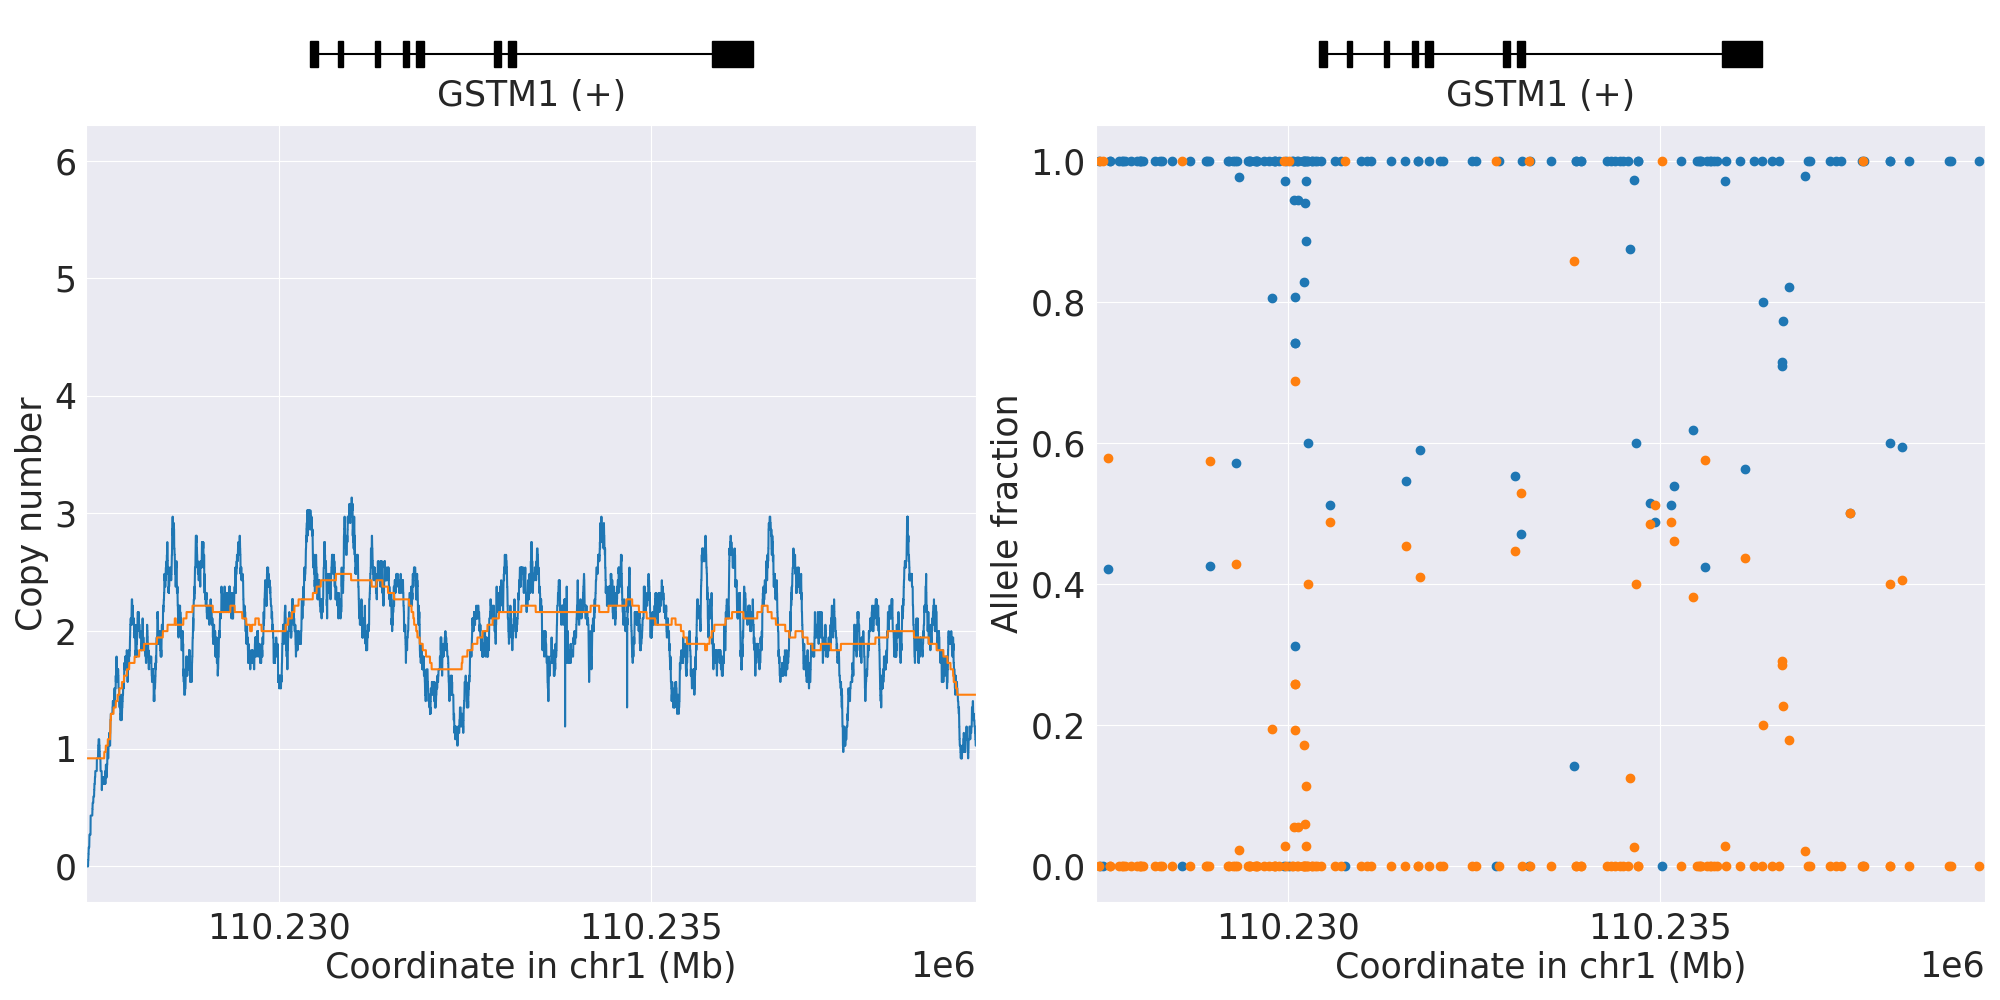 GSTM1 (+)
6
5
4
3
2
1
0
Copy number
110.230
110.235
Coordinate in chr1 (Mb)
1e6
GSTM1 (+)
1.0
0.8
0.6
0.4
0.2
0.0
Allele fraction
110.230
110.235
Coordinate in chr1 (Mb)
1e6